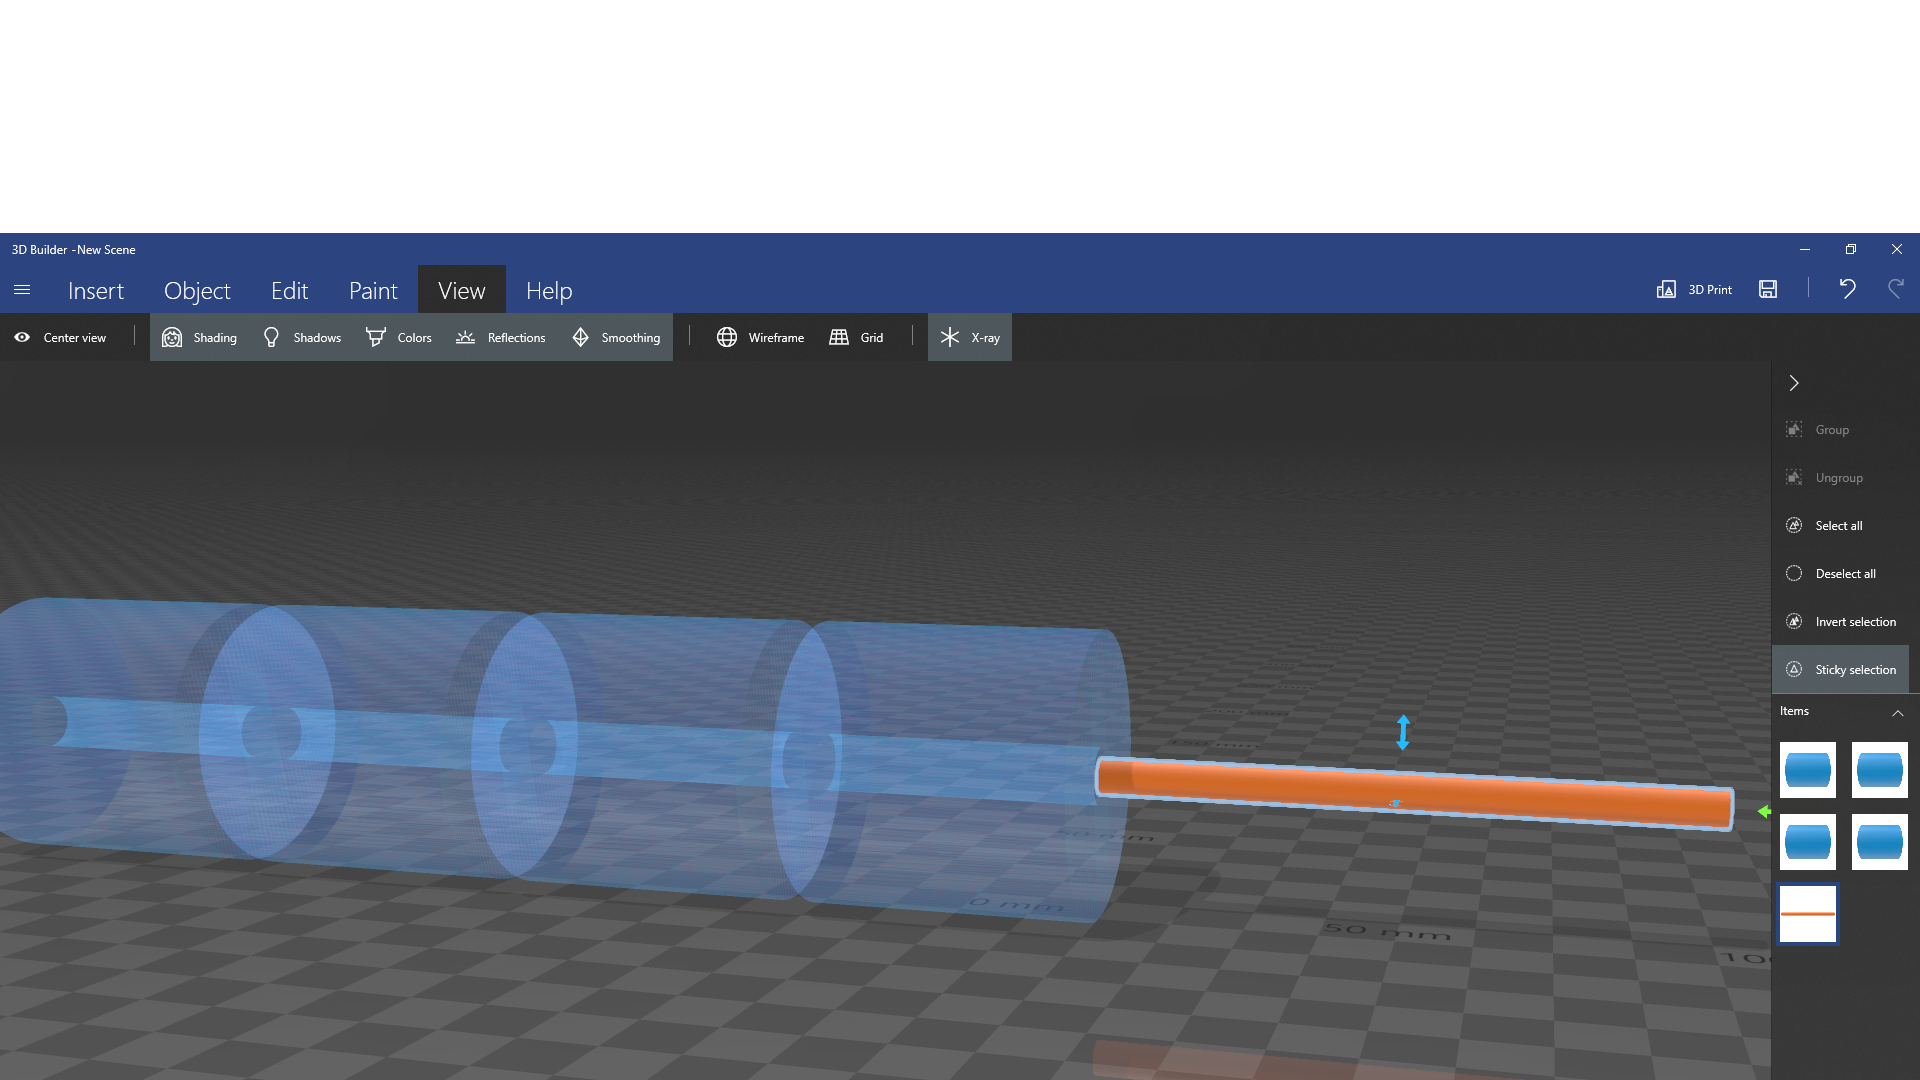 3D Builder -New Scene
Insert Object Edit Paint View Help 3D Print
Center view Shading Shadows Colors Reflections Smoothing Wireframe Grid X-ray
Group
Ungroup
Select all
Deselect all
Invert selection
Sticky selection
Items
50 mm
0 mm
50 mm